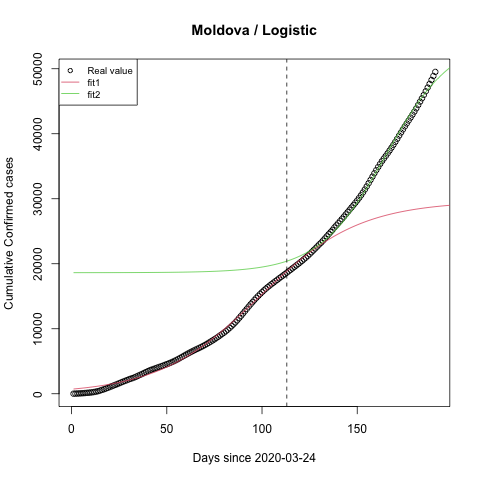 Moldova / Logistic
Real value
fit1
fit2
Cumulative Confirmed cases
50000
40000
30000
20000
10000
0
0 50 100 150
Days since 2020-03-24